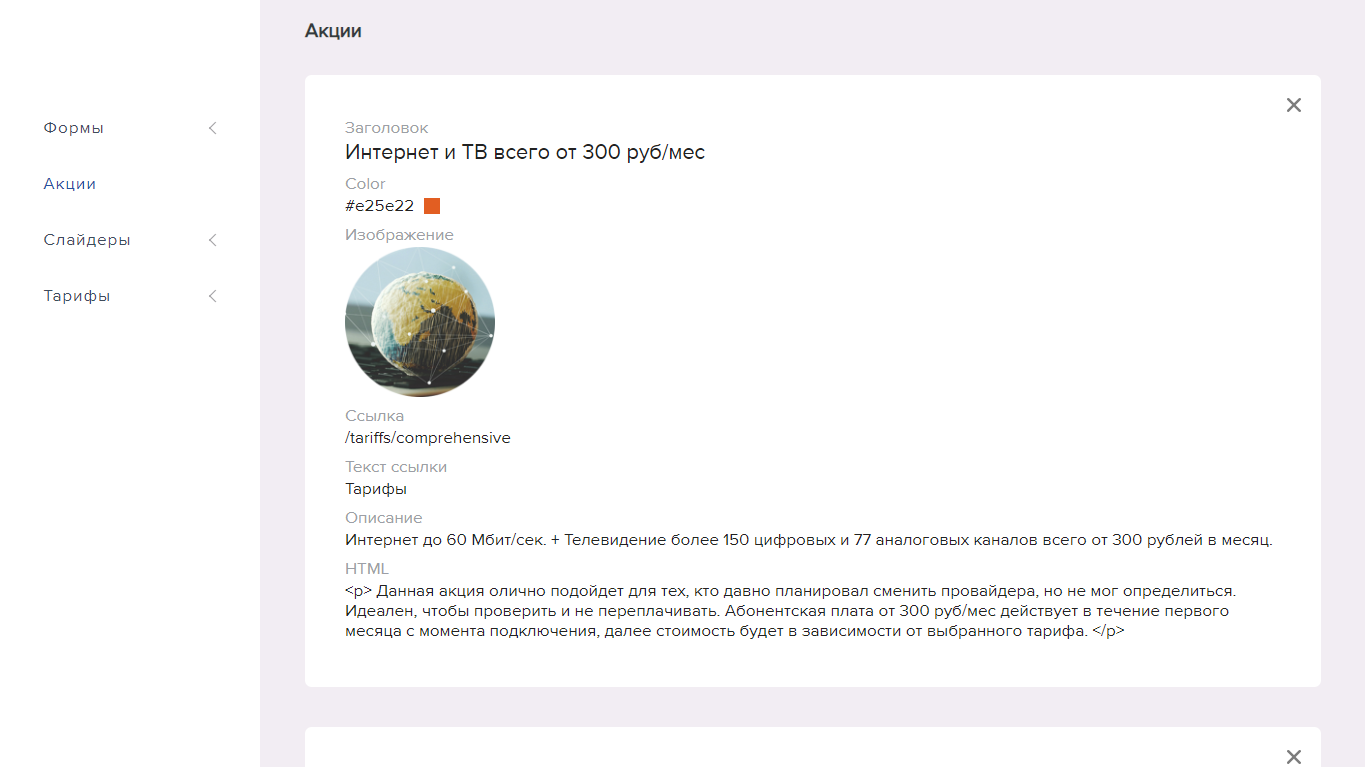 Акции
Формы
Акции
Слайдеры
Тарифы
Заголовок
Интернет и ТВ всего от 300 руб/мес
Color
#e25e22
Изображение
Ссылка
/tariffs/comprehensive
Текст ссылки
Тарифы
Описание
Интернет до 60 Мбит/сек. + Телевидение более 150 цифровых и 77 аналоговых каналов всего от 300 рублей в месяц.
HTML
<p> Данная акция олично подойдет для тех, кто давно планировал сменить провайдера, но не мог определиться.
Идеален, чтобы проверить и не переплачивать. Абонентская плата от 300 руб/мес действует в течение первого
месяца с момента подключения, далее стоимость будет в зависимости от выбранного тарифа. </p>